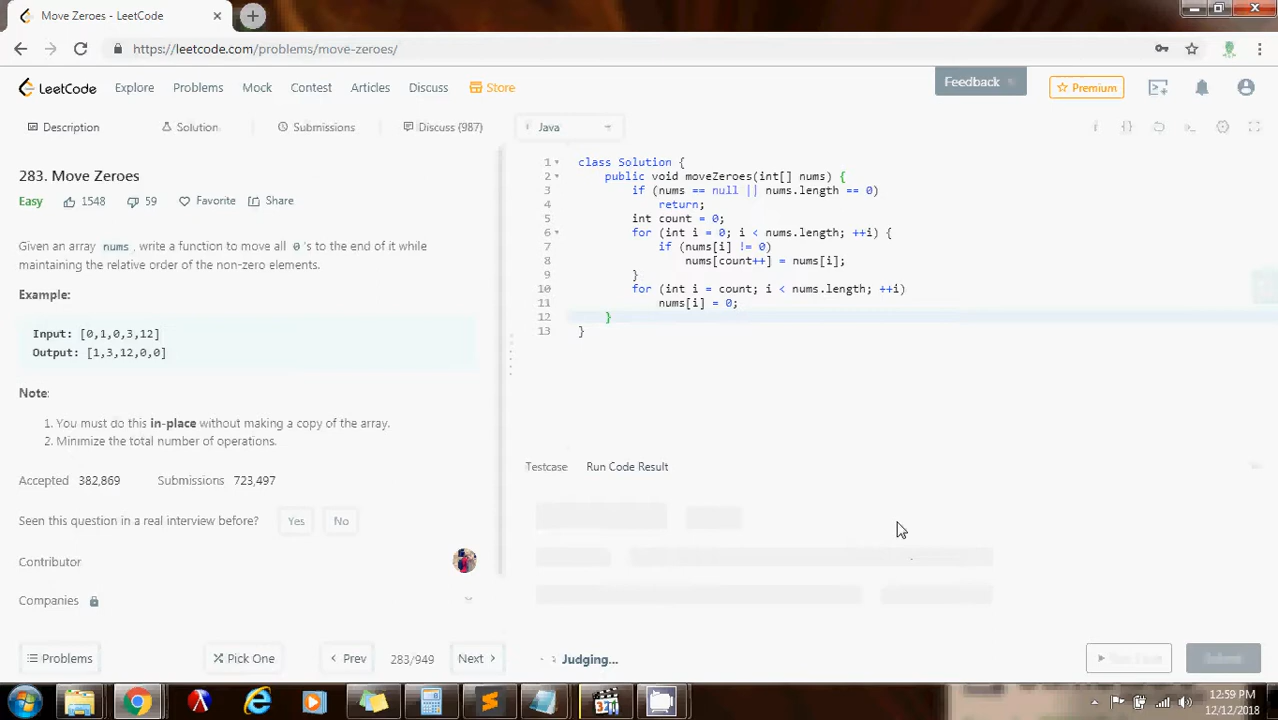 Move Zeroes - LeetCode
https://leetcode.com/problems/move-zeroes/
LeetCode
Explore
Problems
Mock
Contest
Articles
Discuss
Store
Feedback
Premium
Description
Solution
Submissions
Discuss (987)
Java
283. Move Zeroes
Easy
1548
59
Favorite
Share
Given an array nums, write a function to move all 0's to the end of it while
maintaining the relative order of the non-zero elements.
Example:
Input: [0,1,0,3,12]
Output: [1,3,12,0,0]
Note:
1. You must do this in-place without making a copy of the array.
2. Minimize the total number of operations.
Accepted 382,869 Submissions 723,497
Seen this question in a real interview before? Yes No
Contributor
Companies
Problems
Pick One
Prev
283/949
Next
1 class Solution {
2 public void moveZeroes(int[] nums) {
3 if (nums == null || nums.length == 0)
4 return;
5 int count = 0;
6 for (int i = 0; i < nums.length; ++i) {
7 if (nums[i] != 0)
8 nums[count++] = nums[i];
9 }
10 for (int i = count; i < nums.length; ++i)
11 nums[i] = 0;
12 }
13 }
Testcase
Run Code Result
Judging...
12:59 PM
12/12/2018